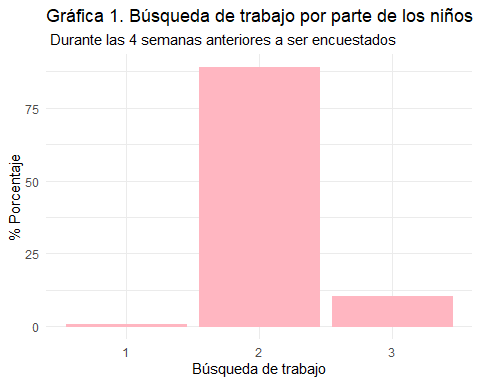 Gráfica 1. Búsqueda de trabajo por parte de los niños
Durante las 4 semanas anteriores a ser encuestados
% Porcentaje
75
50
25
0
1 2 3
Búsqueda de trabajo